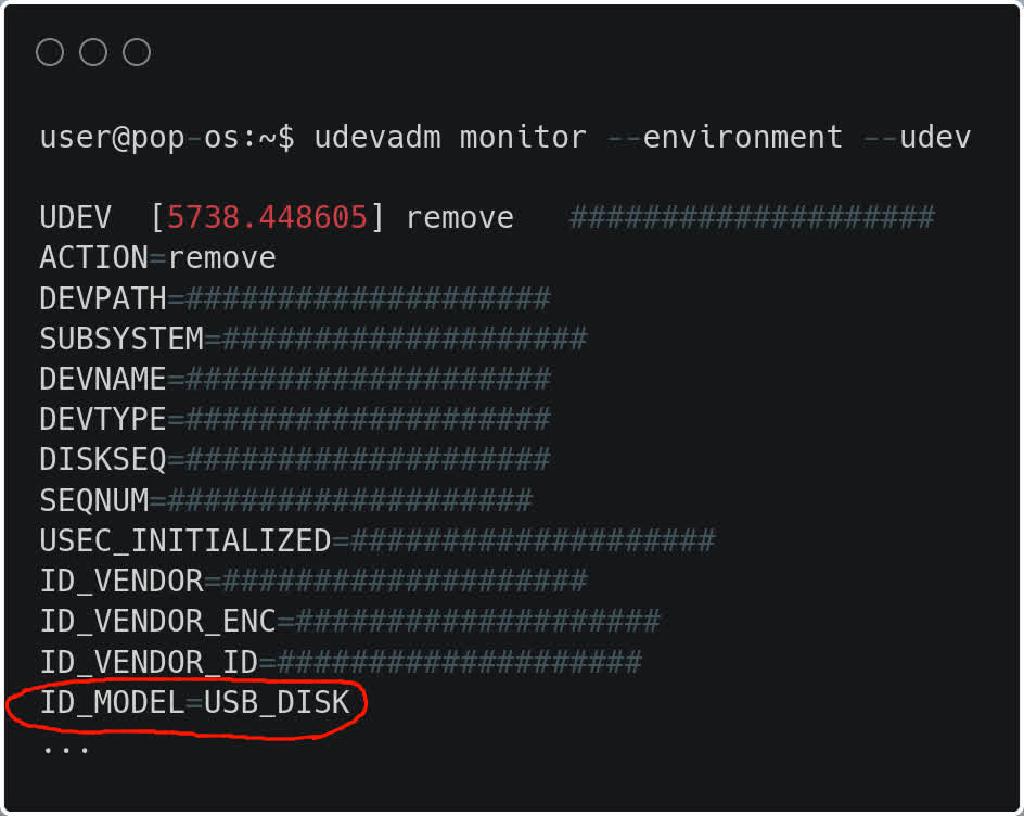 user@pop-os:~$ udevadm monitor --environment --udev
UDEV  [5738.448605] remove   ####################
ACTION=remove
DEVPATH=####################
SUBSYSTEM=####################
DEVNAME=####################
DEVTYPE=####################
DISKSEQ=####################
SEQNUM=####################
USEC_INITIALIZED=####################
ID_VENDOR=####################
ID_VENDOR_ENC=####################
ID_VENDOR_ID=####################
ID_MODEL=USB_DISK
...